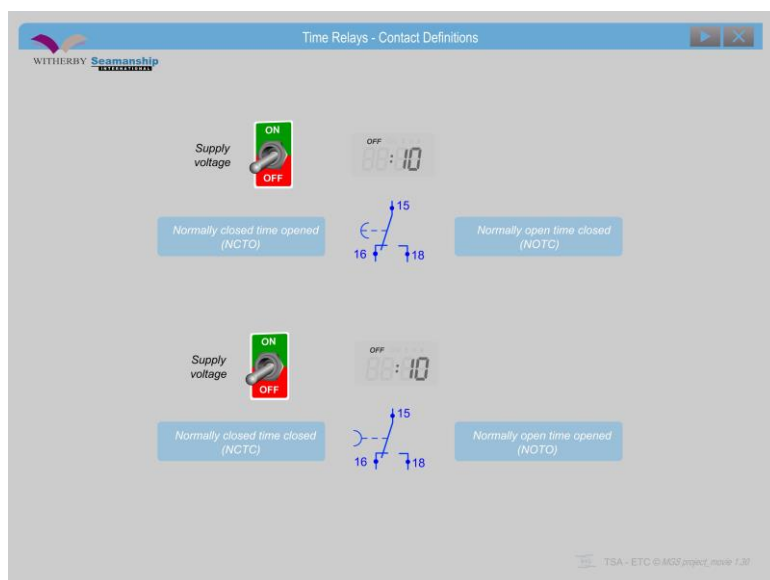 Time Relays - Contact Definitions
WITHERBY Seamanship
INTERNATIONAL
ON
Supply
voltage
OFF
OFF
:10
15
Normally closed time opened
(NCTO)
Normally open time closed
(NOTC)
16
18
ON
Supply
voltage
OFF
OFF
:10
15
Normally closed time closed
(NCTC)
Normally open time opened
(NOTO)
16
18
TSA - ETC © MGS project_movie 1.30